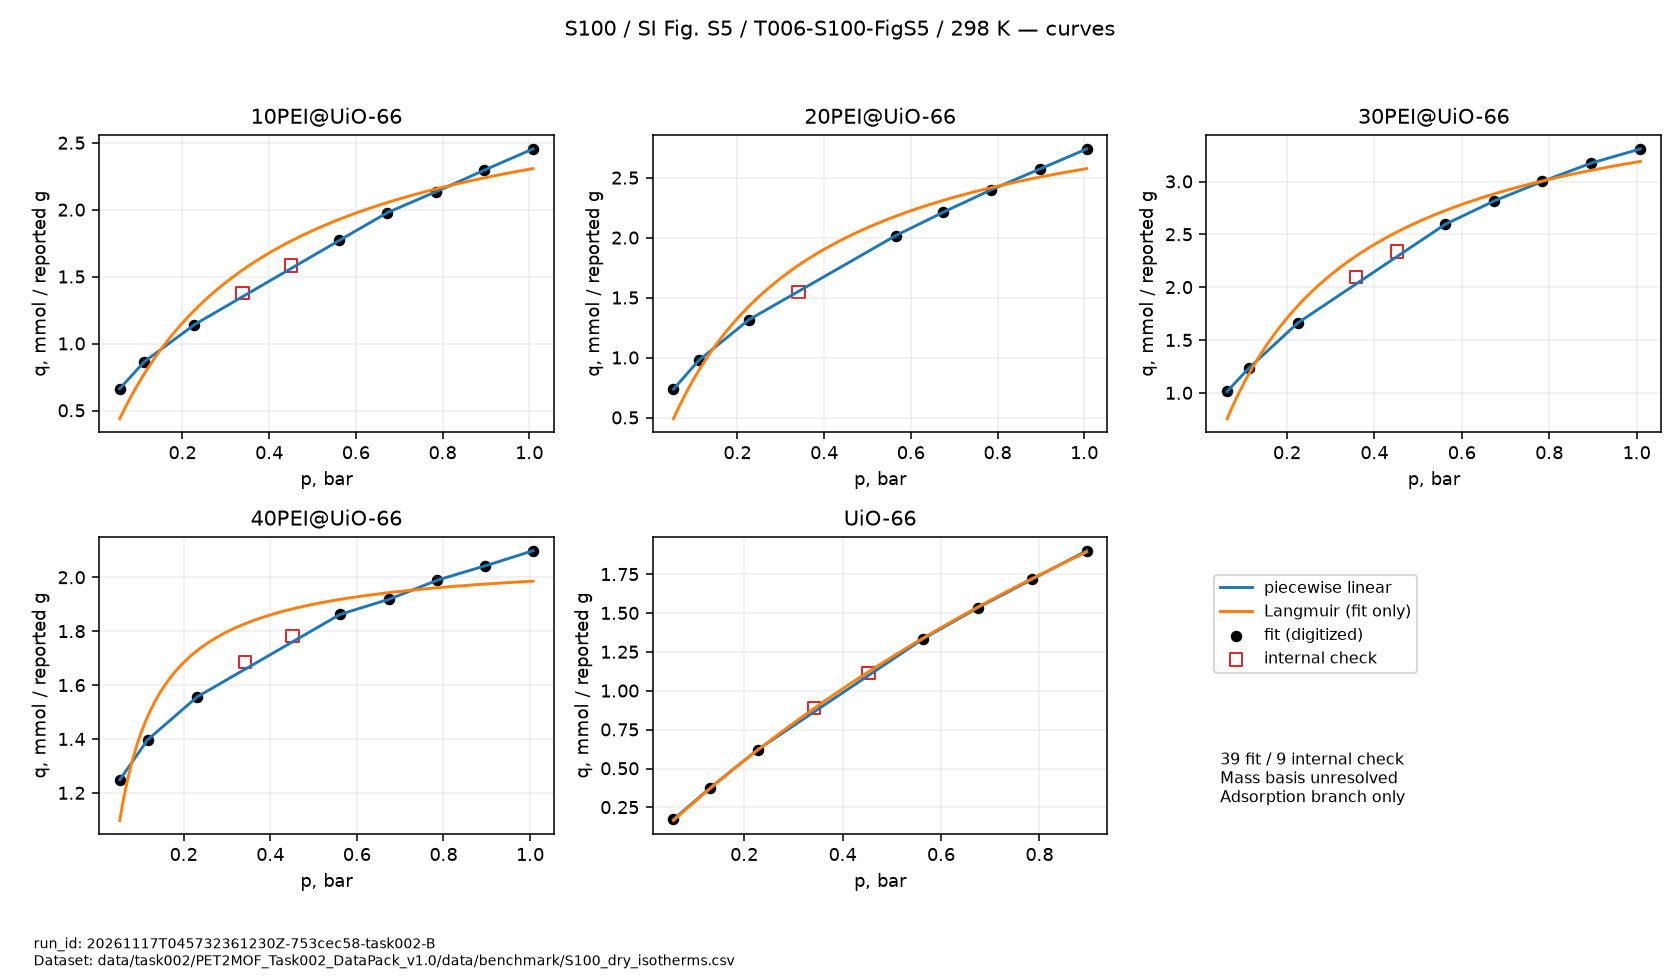 S100 / SI Fig. S5 / T006-S100-FigS5 / 298 K — curves
10PEI@UiO-66
q, mmol / reported g
2.5
2.0
1.5
1.0
0.5
0.2 0.4 0.6 0.8 1.0
p, bar
20PEI@UiO-66
q, mmol / reported g
2.5
2.0
1.5
1.0
0.5
0.2 0.4 0.6 0.8 1.0
p, bar
30PEI@UiO-66
q, mmol / reported g
3.0
2.5
2.0
1.5
1.0
0.2 0.4 0.6 0.8 1.0
p, bar
40PEI@UiO-66
q, mmol / reported g
2.0
1.8
1.6
1.4
1.2
0.2 0.4 0.6 0.8 1.0
p, bar
UiO-66
q, mmol / reported g
1.75
1.50
1.25
1.00
0.75
0.50
0.25
0.2 0.4 0.6 0.8
p, bar
piecewise linear
Langmuir (fit only)
fit (digitized)
internal check
39 fit / 9 internal check
Mass basis unresolved
Adsorption branch only
run_id: 20261117T045732361230Z-753cec58-task002-B
Dataset: data/task002/PET2MOF_Task002_DataPack_v1.0/data/benchmark/S100_dry_isotherms.csv